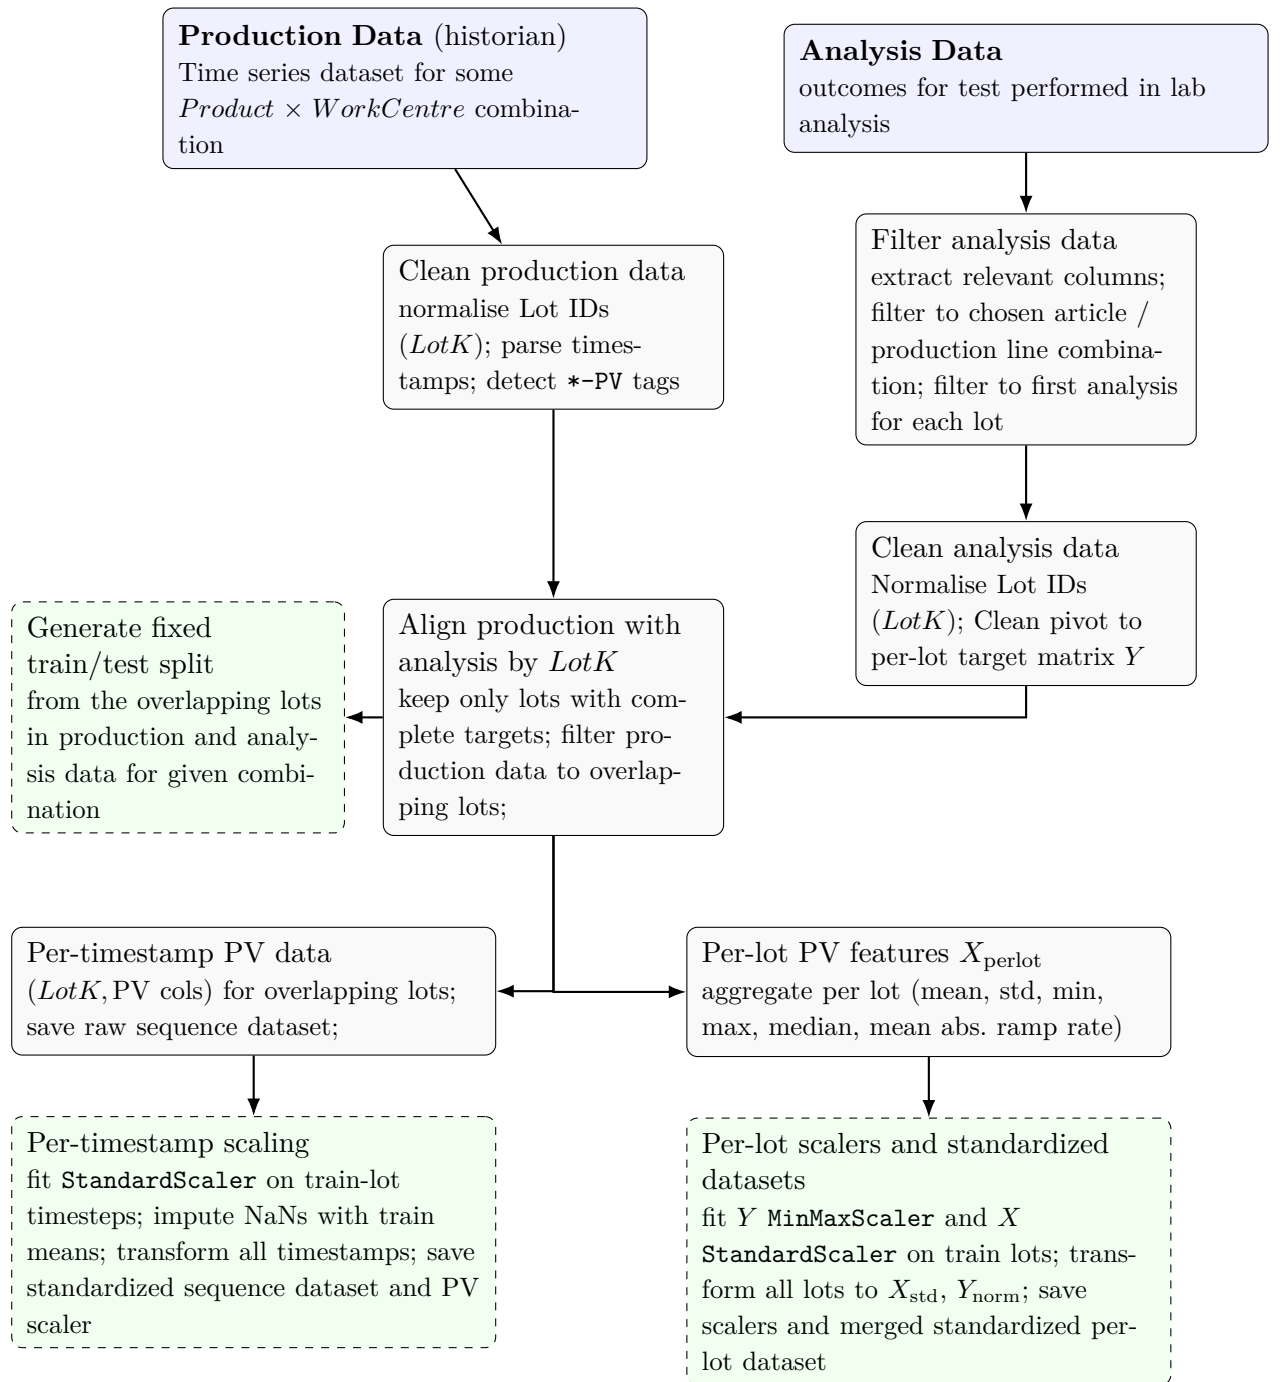 Production Data (historian)
Time series dataset for some
Product × WorkCentre combina-
tion
Analysis Data
outcomes for test performed in lab
analysis
Clean production data
normalise Lot IDs
(LotK); parse times-
tamps; detect *-PV tags
Filter analysis data
extract relevant columns;
filter to chosen article /
production line combina-
tion; filter to first analysis
for each lot
Clean analysis data
Normalise Lot IDs
(LotK); Clean pivot to
per-lot target matrix Y
Generate fixed
train/test split
from the overlapping lots
in production and analy-
sis data for given combi-
nation
Align production with
analysis by LotK
keep only lots with com-
plete targets; filter pro-
duction data to overlap-
ping lots;
Per-timestamp PV data
(LotK, PV cols) for overlapping lots;
save raw sequence dataset;
Per-lot PV features X_perlot
aggregate per lot (mean, std, min,
max, median, mean abs. ramp rate)
Per-timestamp scaling
fit StandardScaler on train-lot
timesteps; impute NaNs with train
means; transform all timestamps; save
standardized sequence dataset and PV
scaler
Per-lot scalers and standardized
datasets
fit Y MinMaxScaler and X
StandardScaler on train lots; trans-
form all lots to X_std, Y_norm; save
scalers and merged standardized per-
lot dataset